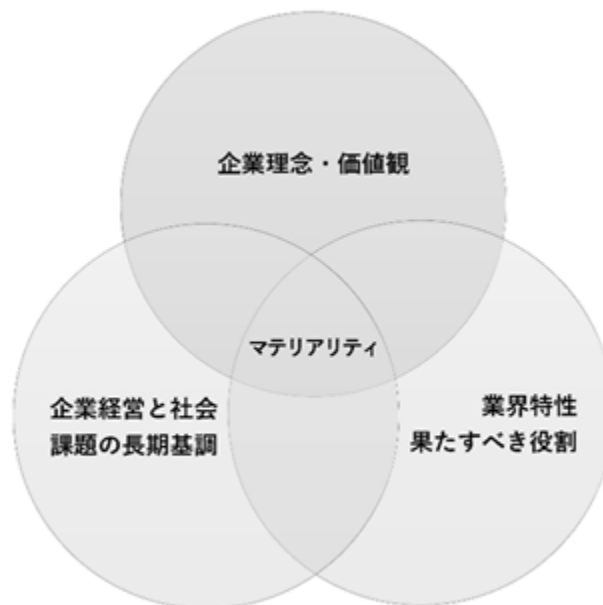 企業理念・価値観
マテリアリティ
企業経営と社会
課題の長期基調
業界特性
果たすべき役割